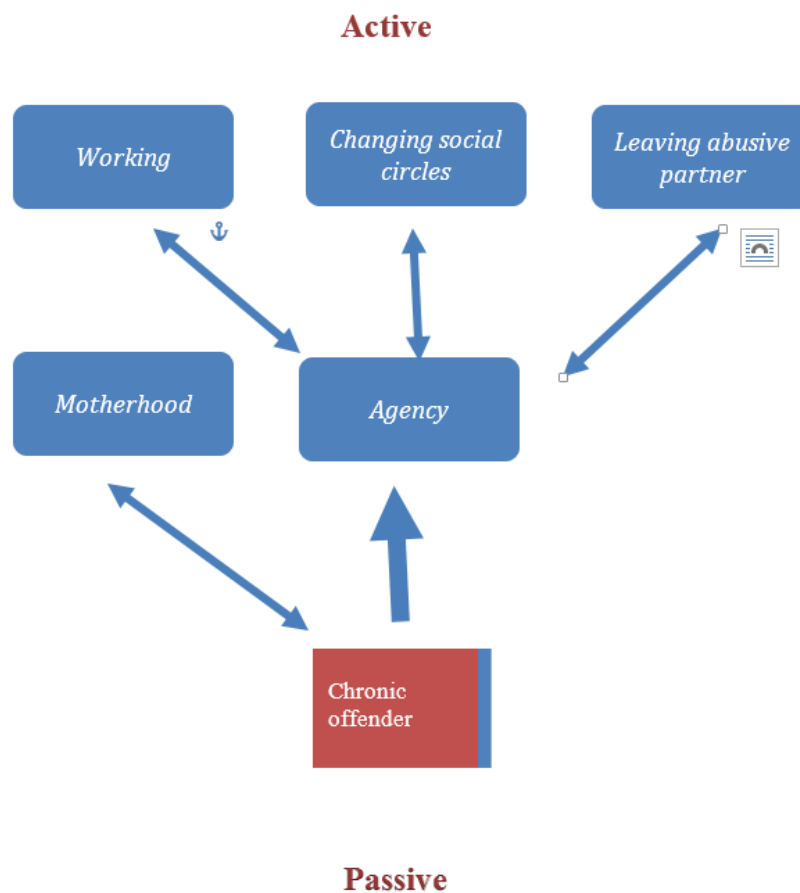 Active
Working
Changing social
circles
Leaving abusive
partner
Motherhood
Agency
Chronic
offender
Passive